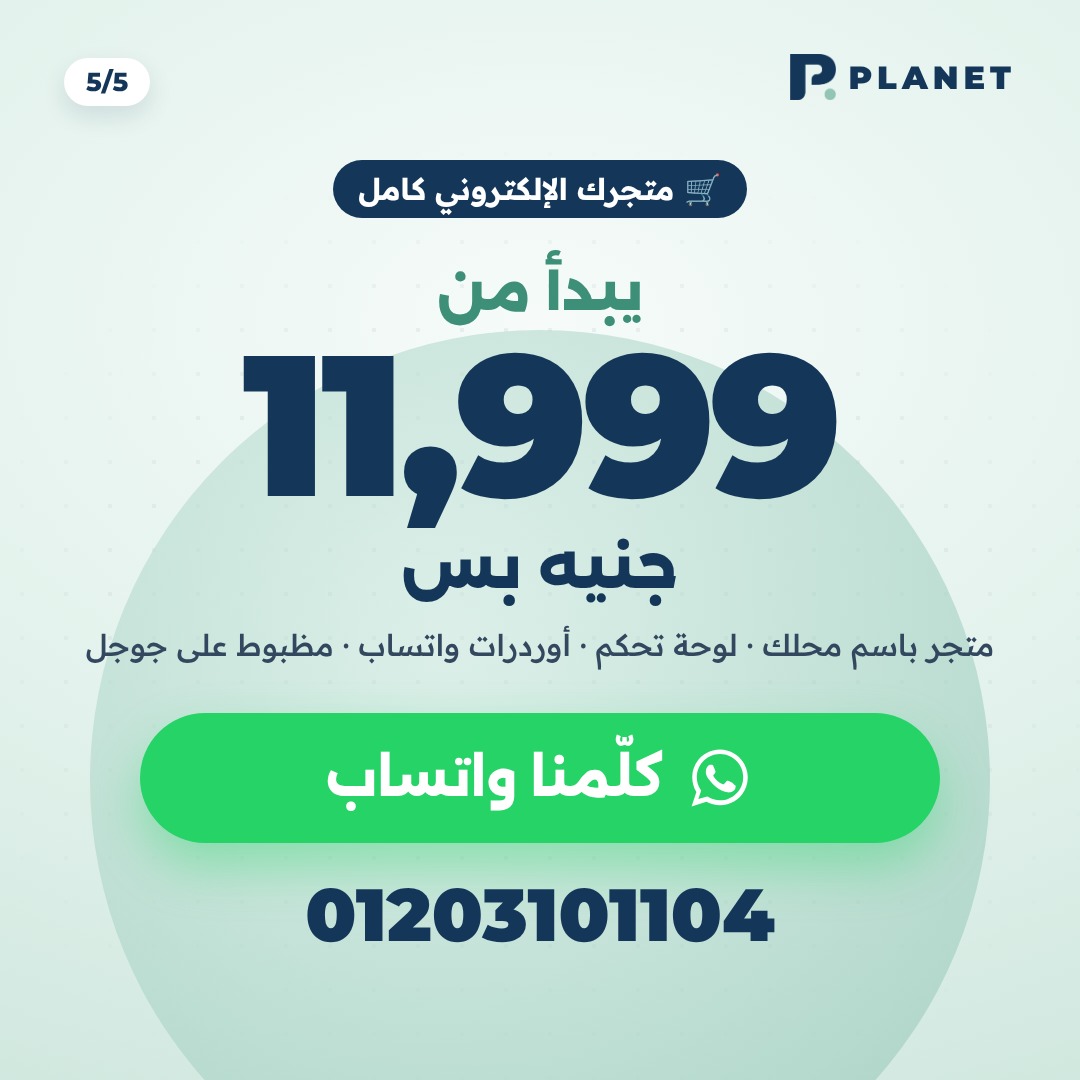 5/5
PLANET
متجرك الإلكتروني كامل
يبدأ من
11,999
جنيه بس
متجر باسم محلك · لوحة تحكم · أوردرات واتساب · مظبوط على جوجل
كلّمنا واتساب
01203101104